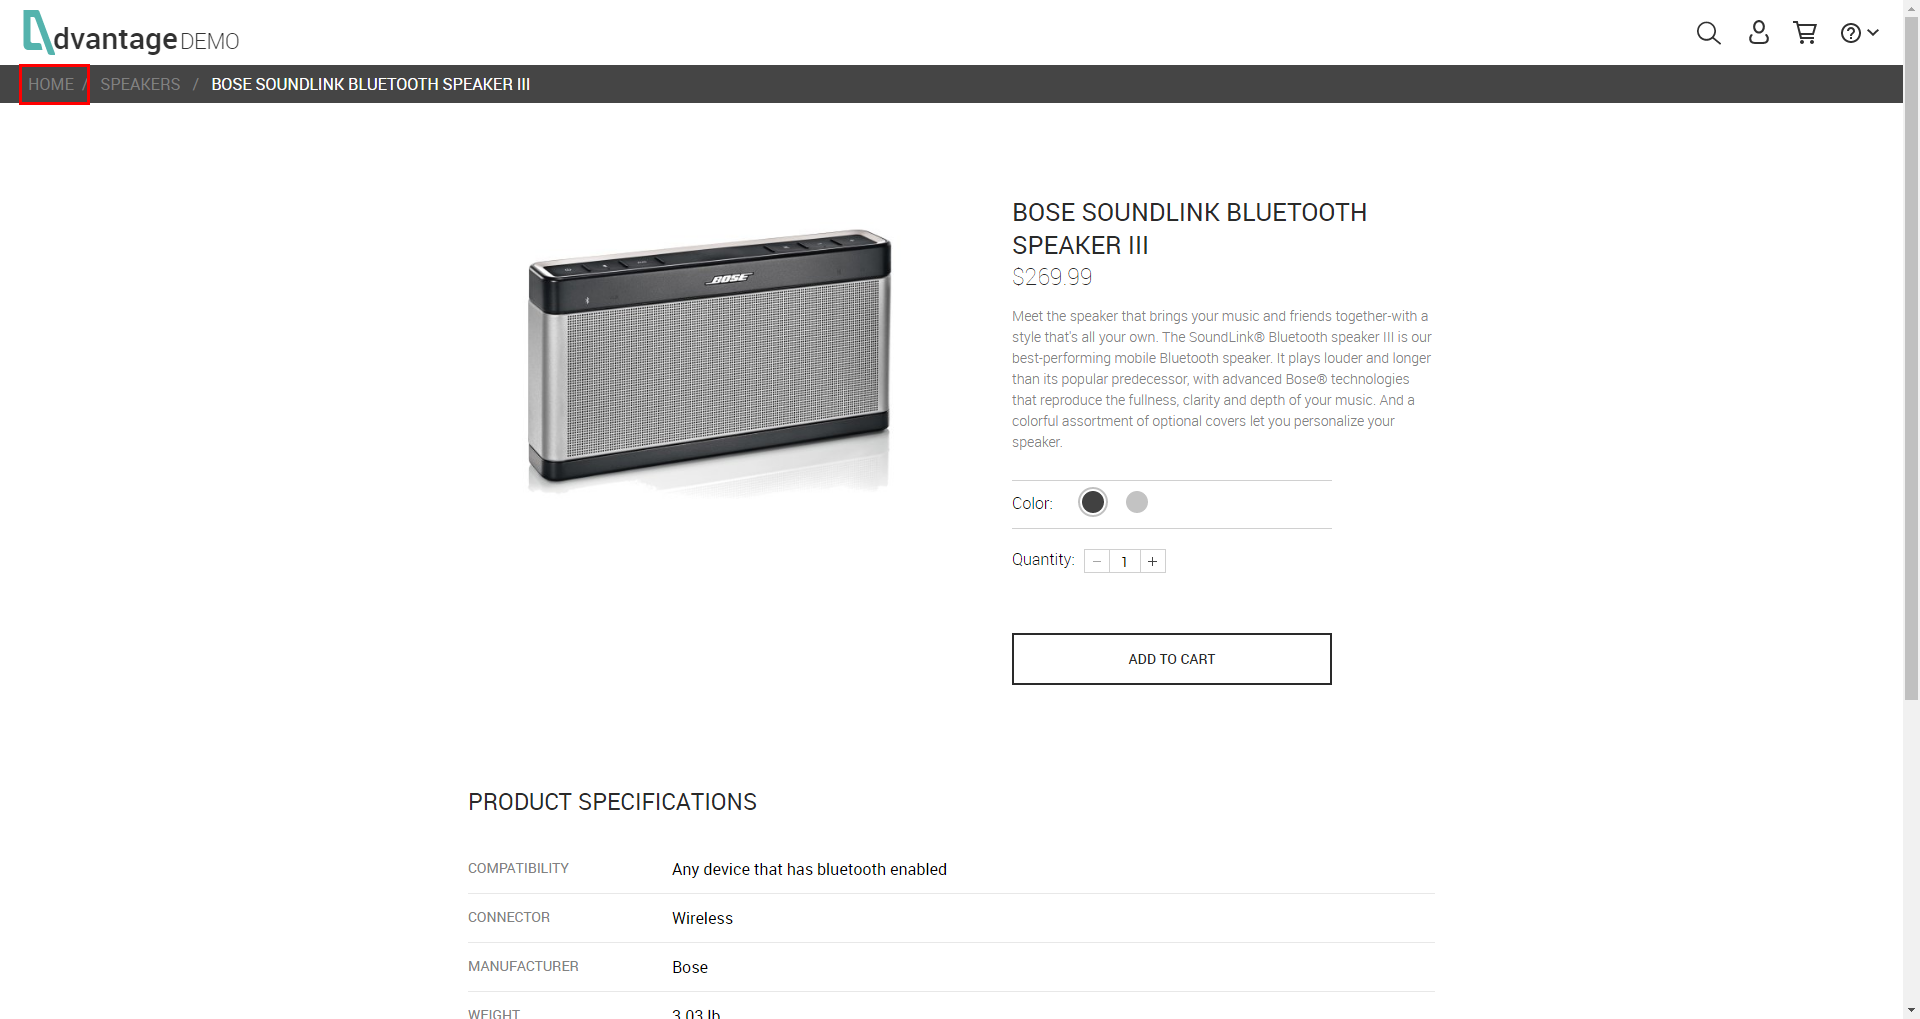 dvantage DEMO
HOME / SPEAKERS / BOSE SOUNDLINK BLUETOOTH SPEAKER III
BOSE
BOSE SOUNDLINK BLUETOOTH
SPEAKER III
$269.99
Meet the speaker that brings your music and friends together-with a
style that's all your own. The SoundLink® Bluetooth speaker III is our
best-performing mobile Bluetooth speaker. It plays louder and longer
than its popular predecessor, with advanced Bose® technologies
that reproduce the fullness, clarity and depth of your music. And a
colorful assortment of optional covers let you personalize your
speaker.
Color:
Quantity: − 1 +
ADD TO CART
PRODUCT SPECIFICATIONS
COMPATIBILITY Any device that has bluetooth enabled
CONNECTOR Wireless
MANUFACTURER Bose
WEIGHT 3.03 lb